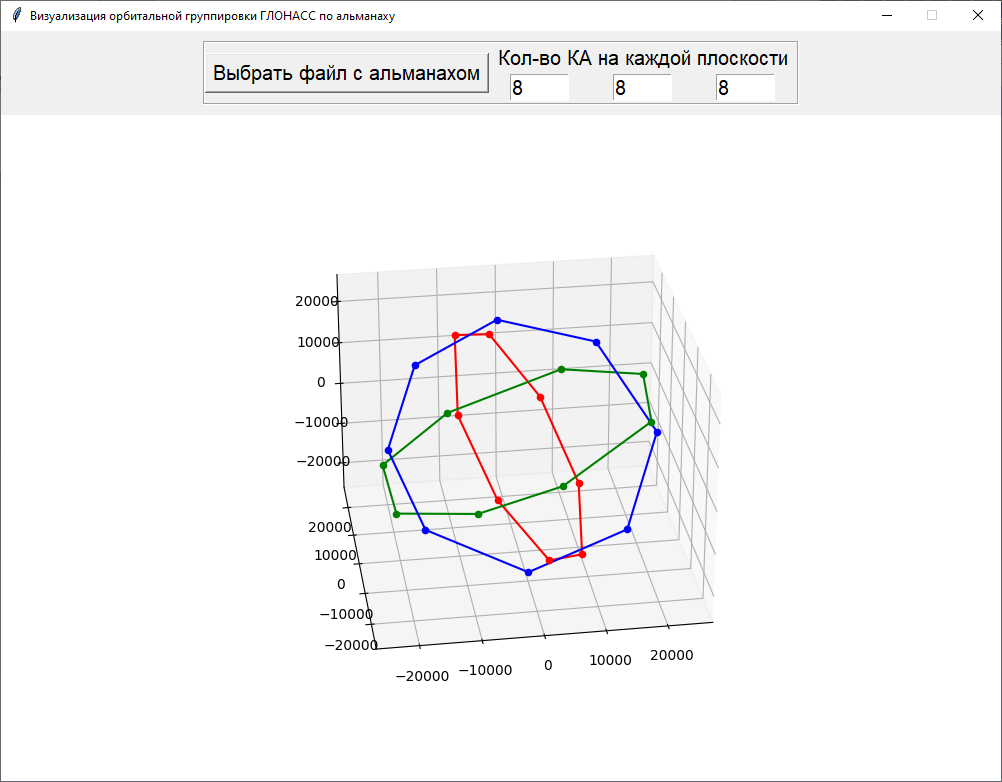 Визуализация орбитальной группировки ГЛОНАСС по альманаху
Выбрать файл с альманахом
Кол-во КА на каждой плоскости
8 8 8
20000
10000
0
−10000
−20000
20000
10000
0
−10000
−20000
−20000 −10000 0 10000 20000